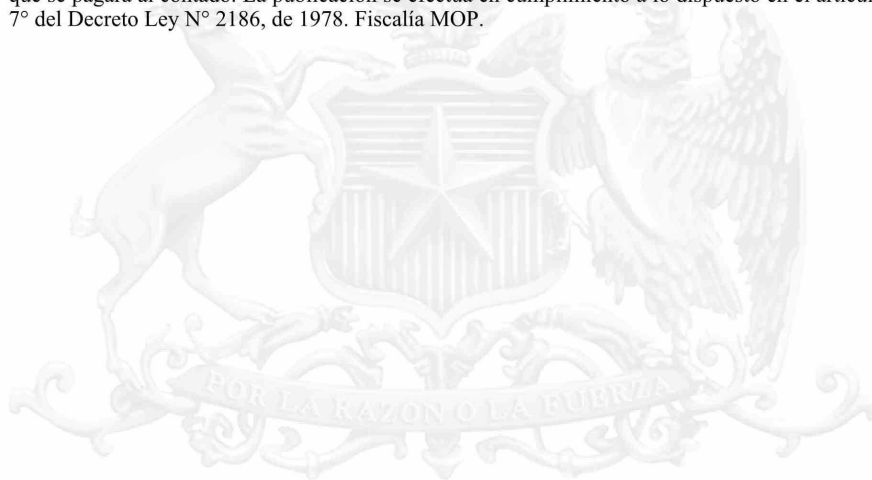 que se pagará al contado. La publicación se efectúa en cumplimiento a lo dispuesto en el artículo
7° del Decreto Ley N° 2186, de 1978. Fiscalía MOP.
POR LA RAZON O LA FUERZA